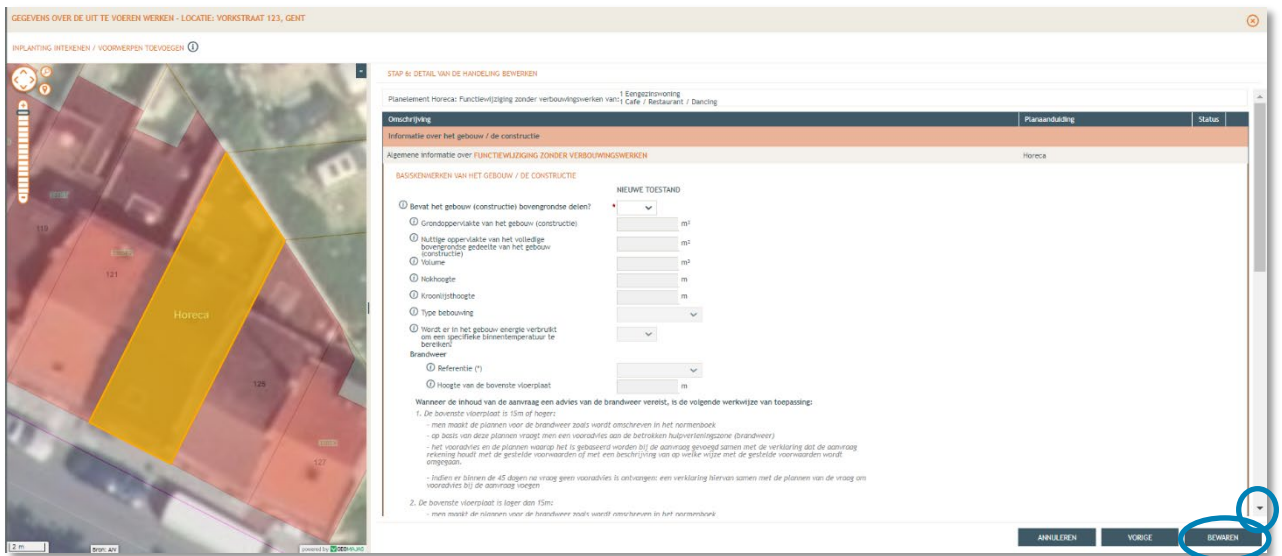 GEGEVENS OVER DE UIT TE VOEREN WERKEN - LOCATIE: VORKSTRAAT 123, GENT
INPLANTING INTEKENEN / VOORWERPEN TOEVOEGEN
STAP 6: DETAIL VAN DE HANDELING BEWERKEN
Planelement Horeca: Functiewijziging zonder verbouwingswerken van:
1 Eengezinswoning
1 Cafe / Restaurant / Dancing
Omschrijving Planaanduiding Status
Informatie over het gebouw / de constructie
Algemene informatie over FUNCTIEWIJZIGING ZONDER VERBOUWINGSWERKEN Horeca
BASISKENMERKEN VAN HET GEBOUW / DE CONSTRUCTIE
NIEUWE TOESTAND
Bevat het gebouw (constructie) bovengrondse delen? *
Grondoppervlakte van het gebouw (constructie) m²
Nuttige oppervlakte van het volledige
bovengrondse gedeelte van het gebouw m²
(constructie)
Volume m³
Nokhoogte m
Kroonlijsthoogte m
Type bebouwing
Wordt er in het gebouw energie verbruikt
om een specifieke binnentemperatuur te
bereiken?
Brandweer
Referentie (*)
Hoogte van de bovenste vloerplaat m
Wanneer de inhoud van de aanvraag een advies van de brandweer vereist, is de volgende werkwijze van toepassing:
1. De bovenste vloerplaat is 15m of hoger:
- men maakt de plannen voor de brandweer zoals wordt omschreven in het normenboek
- op basis van deze plannen vraagt men een vooradvies aan de betrokken hulpverleningszone (brandweer)
- het vooradvies en de plannen waarop het is gebaseerd worden bij de aanvraag gevoegd samen met de verklaring dat de aanvraag
rekening houdt met de gestelde voorwaarden of met een beschrijving van op welke wijze met de gestelde voorwaarden wordt
omgegaan.
- Indien er binnen de 45 dagen na vraag geen vooradvies is ontvangen: een verklaring hiervan samen met de plannen van de vraag om
vooradvies bij de aanvraag voegen
2. De bovenste vloerplaat is lager dan 15m:
- men maakt de plannen voor de brandweer zoals wordt omschreven in het normenboek
ANNULEREN VORIGE BEWAREN
119
121
Horeca
125
127
2 m
Bron: AIV
powered by GEO